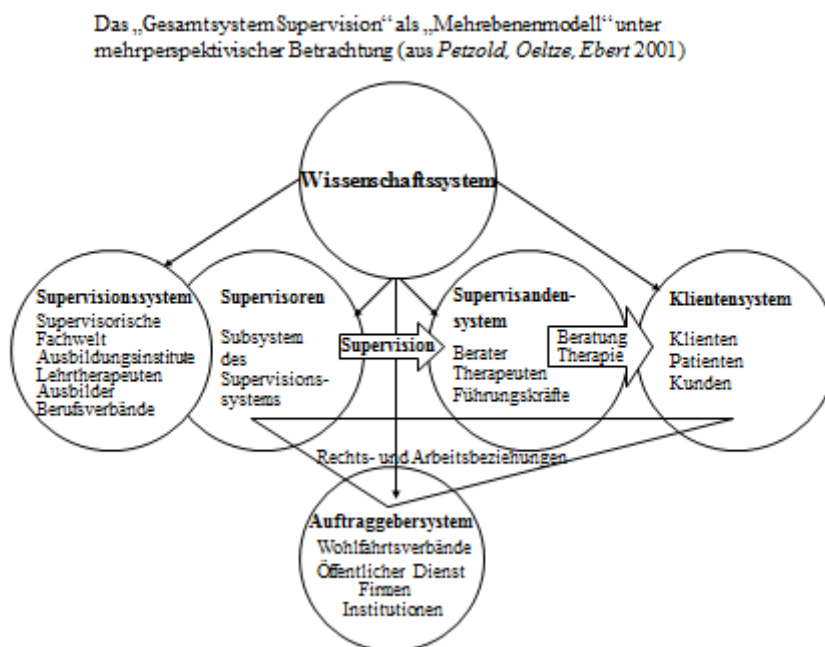 Das „Gesamtsystem Supervision“ als „Mehrebenenmodell“ unter
mehrperspektivischer Betrachtung (aus Petzold, Oeltze, Ebert 2001)
Wissenschaftssystem
Supervisionssystem
Supervisorische
Fachwelt
Ausbildungsinstitute
Lehrtherapeuten
Ausbilder
Berufsverbände
Supervisoren
Subsystem
des
Supervisions-
systems
Supervision
Supervisanden-
system
Berater
Therapeuten
Führungskräfte
Beratung
Therapie
Klientensystem
Klienten
Patienten
Kunden
Rechts- und Arbeitsbeziehungen
Auftraggebersystem
Wohlfahrtsverbände
Öffentlicher Dienst
Firmen
Institutionen